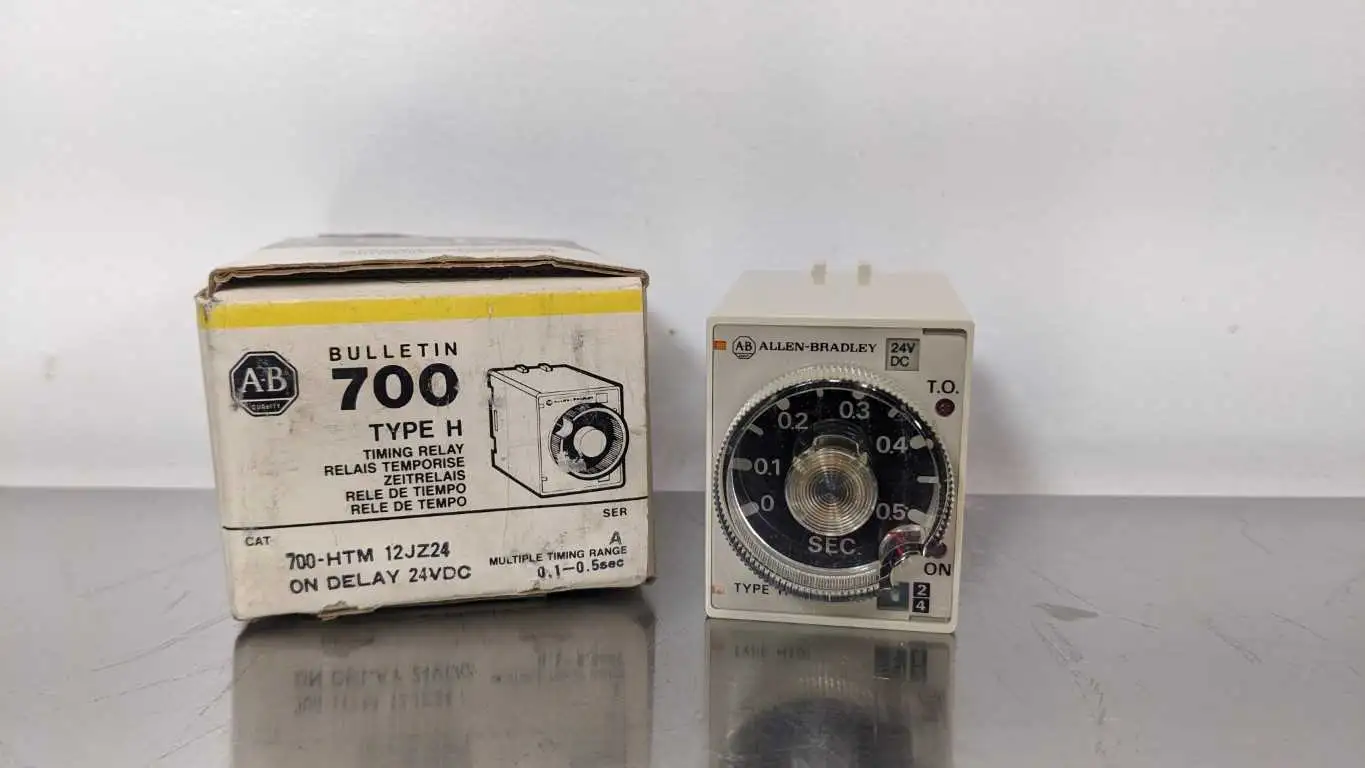 BULLETIN
700
A-B
QUALITY
TYPE H
TIMING RELAY
RELAIS TEMPORISE
ZEITRELAIS
RELE DE TIEMPO
RELE DE TEMPO
SER
A
CAT
700-HTM 12JZ24
ON DELAY 24VDC
MULTIPLE TIMING RANGE
0.1-0.5sec
ALLEN-BRADLEY
AB ALLEN-BRADLEY
24V
DC
T.O.
0
0.1
0.2
0.3
0.4
0.5
SEC
ON
TYPE
2
4